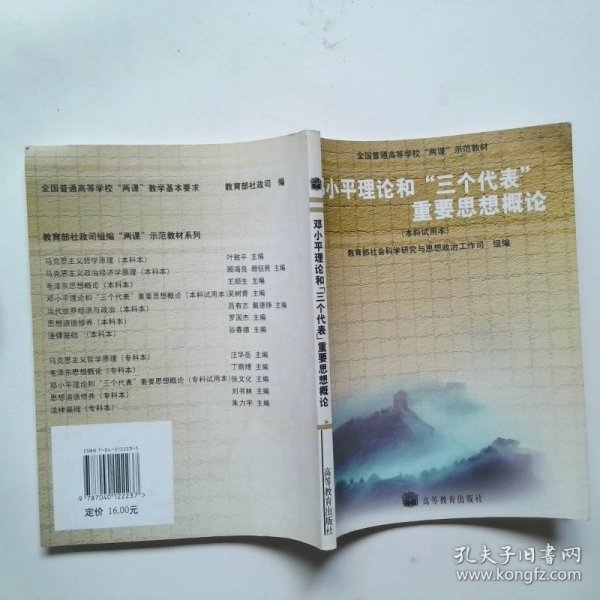 全国普通高等学校“两课”教学基本要求 教育部社政司 编
教育部社政司组编“两课”示范教材系列
马克思主义哲学原理（本科本） 叶敦平 主编
马克思主义政治经济学原理（本科本） 顾海良 顾钰民 主编
毛泽东思想概论（本科本） 王顺生 主编
邓小平理论和“三个代表”重要思想概论（本科试用本） 吴树青 主编
当代世界经济与政治（本科本） 吕有志 戴德铮 主编
思想道德修养（本科本） 罗国杰 主编
法律基础（本科本） 谷春德 主编
马克思主义哲学原理（专科本） 汪华岳 主编
毛泽东思想概论（专科本） 主编
邓小平理论和“三个代表”重要思想概论（专科试用本） 张文化 主编
思想道德修养（专科本） 刘书林 主编
法律基础（专科本） 朱力宇 主编
ISBN 7-04-012223-5
9 787040 122237 >
定价 16.00元
邓小平理论和“三个代表”重要思想概论
高等教育出版社
全国普通高等学校“两课”示范教材
邓小平理论和“三个代表”
重要思想概论
（本科试用本）
教育部社会科学研究与思想政治工作司 组编
高等教育出版社
孔夫子旧书网
www.kongfz.com